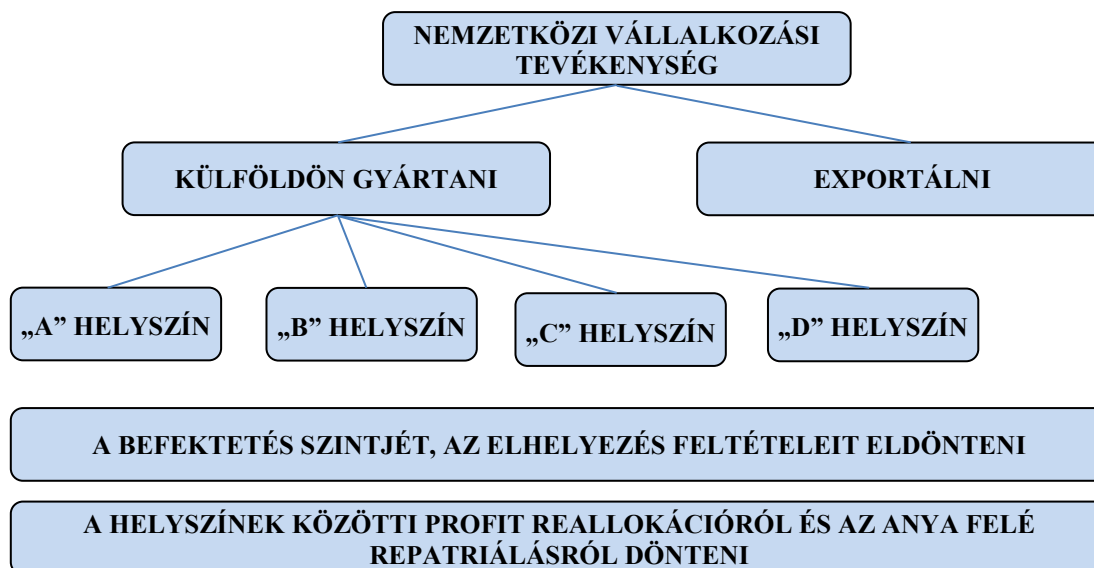 NEMZETKÖZI VÁLLALKOZÁSI
TEVÉKENYSÉG
KÜLFÖLDÖN GYÁRTANI
EXPORTÁLNI
„A” HELYSZÍN
„B” HELYSZÍN
„C” HELYSZÍN
„D” HELYSZÍN
A BEFEKTETÉS SZINTJÉT, AZ ELHELYEZÉS FELTÉTELEIT ELDÖNTENI
A HELYSZÍNEK KÖZÖTTI PROFIT REALLOKÁCIÓRÓL ÉS AZ ANYA FELÉ
REPATRIÁLÁSRÓL DÖNTENI